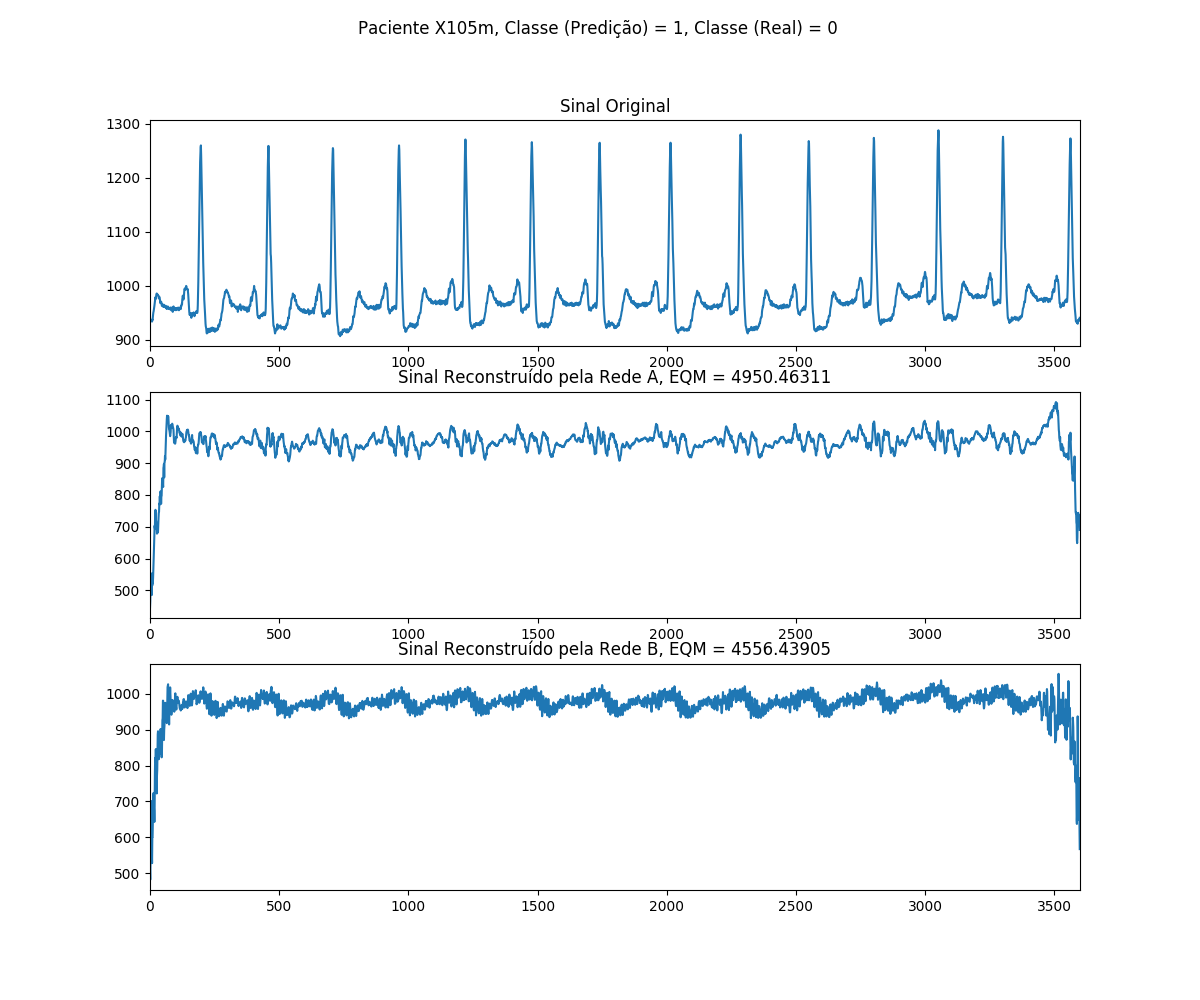 Paciente X105m, Classe (Predição) = 1, Classe (Real) = 0
Sinal Original
1300
1200
1100
1000
900
0 500 1000 1500 2000 2500 3000 3500
Sinal Reconstruído pela Rede A, EQM = 4950.46311
1100
1000
900
800
700
600
500
0 500 1000 1500 2000 2500 3000 3500
Sinal Reconstruído pela Rede B, EQM = 4556.43905
1000
900
800
700
600
500
0 500 1000 1500 2000 2500 3000 3500